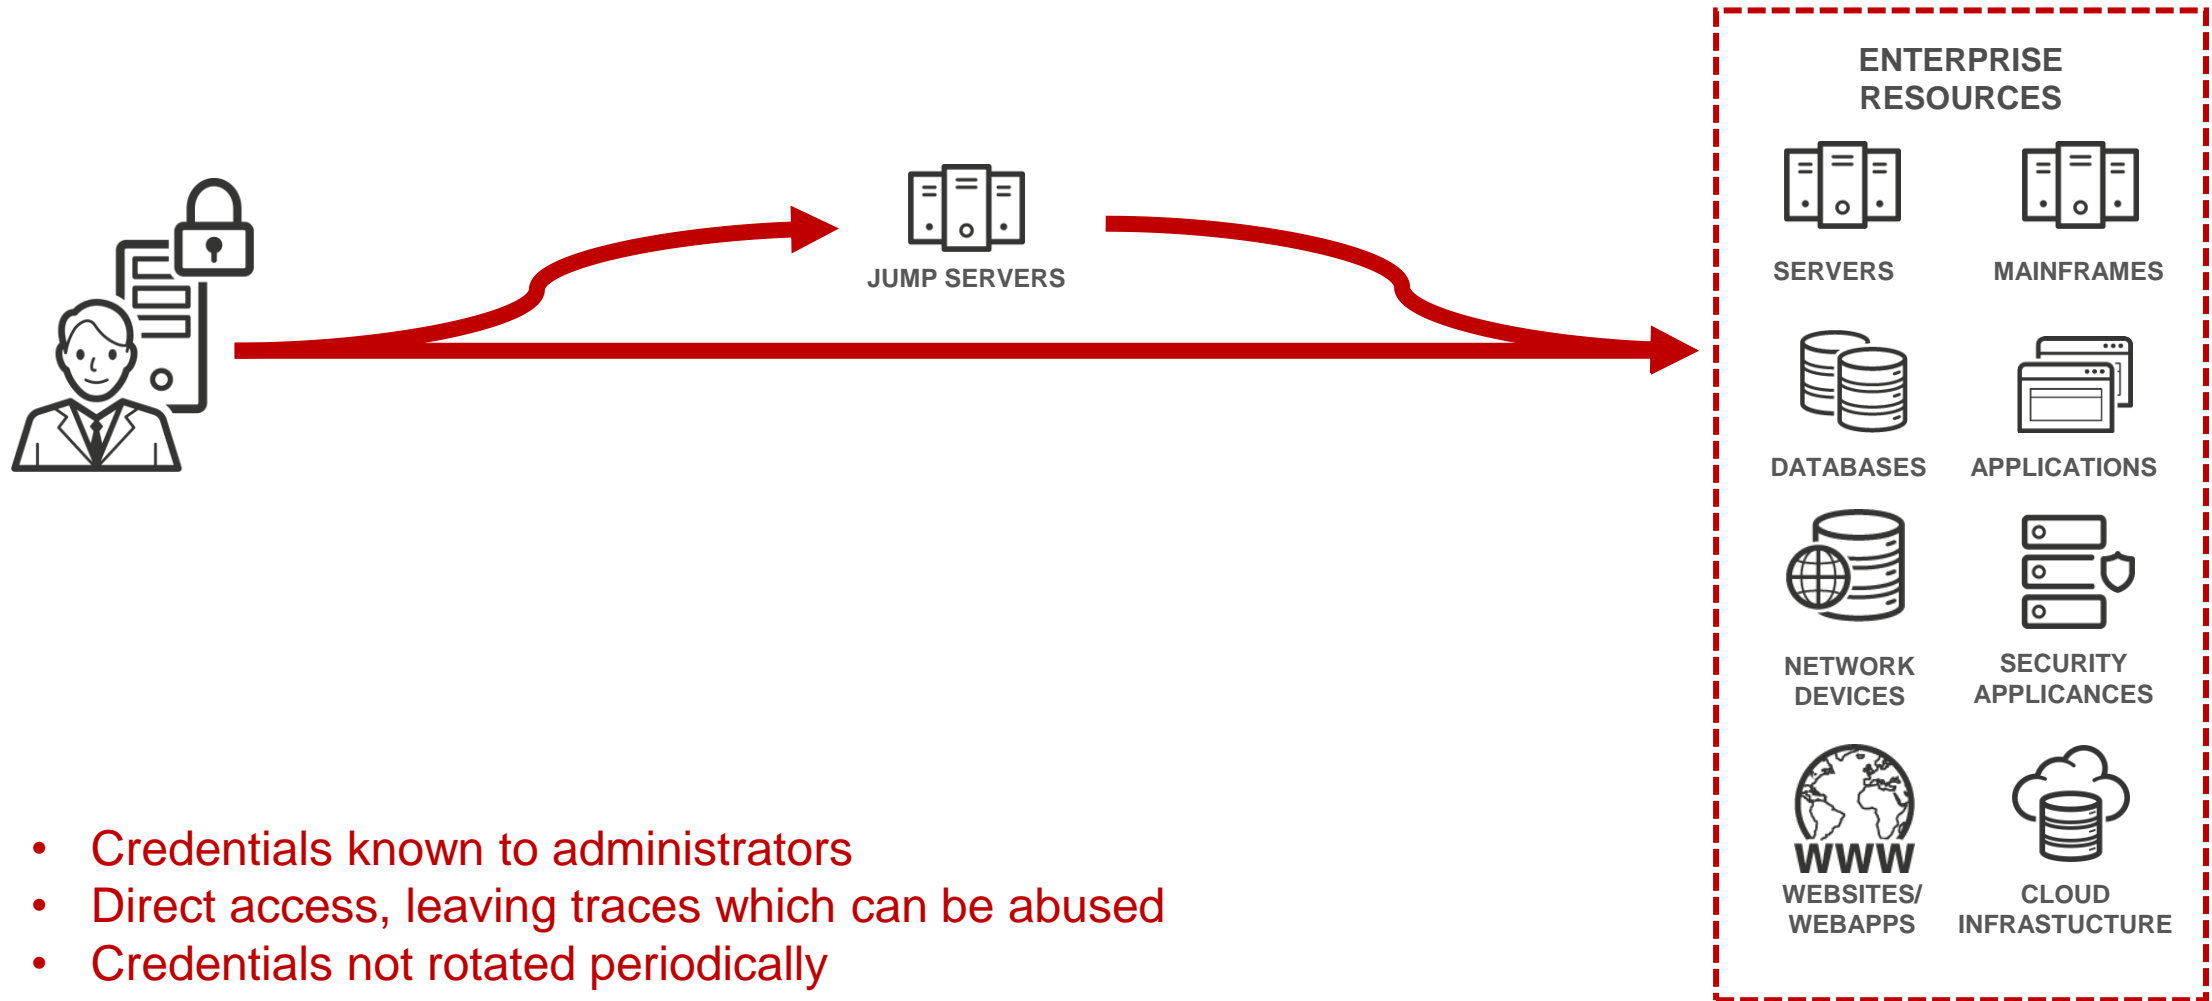 ENTERPRISE
RESOURCES
JUMP SERVERS
SERVERS
MAINFRAMES
DATABASES
APPLICATIONS
NETWORK
DEVICES
SECURITY
APPLICANCES
WWW
WEBSITES/
WEBAPPS
CLOUD
INFRASTUCTURE
• Credentials known to administrators
• Direct access, leaving traces which can be abused
• Credentials not rotated periodically